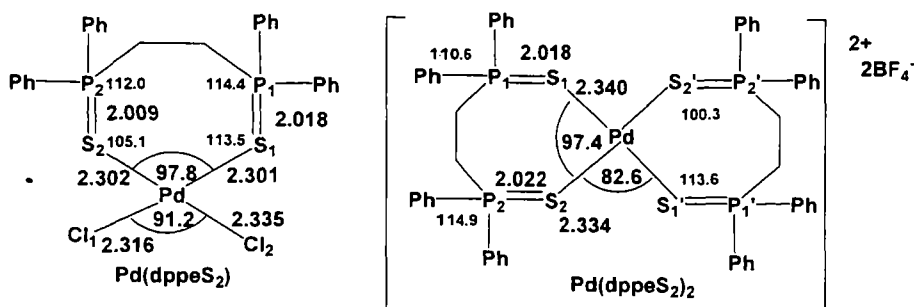 Ph Ph
Ph P₂ 112.0 114.4 P₁ Ph
2.009 2.018
S₂ 105.1 113.5 S₁
2.302 97.8 2.301
Pd
91.2
Cl₁ 2.316 2.335 Cl₂
Pd(dppeS₂)
Ph Ph 2+
110.6 2.018 2BF₄⁻
Ph P₁ S₁ S₂' P₂' Ph
2.340 100.3
97.4 Pd
2.022 82.6 113.6
Ph P₂ S₂ S₁' P₁' Ph
114.9 2.334
Ph Ph
Pd(dppeS₂)₂